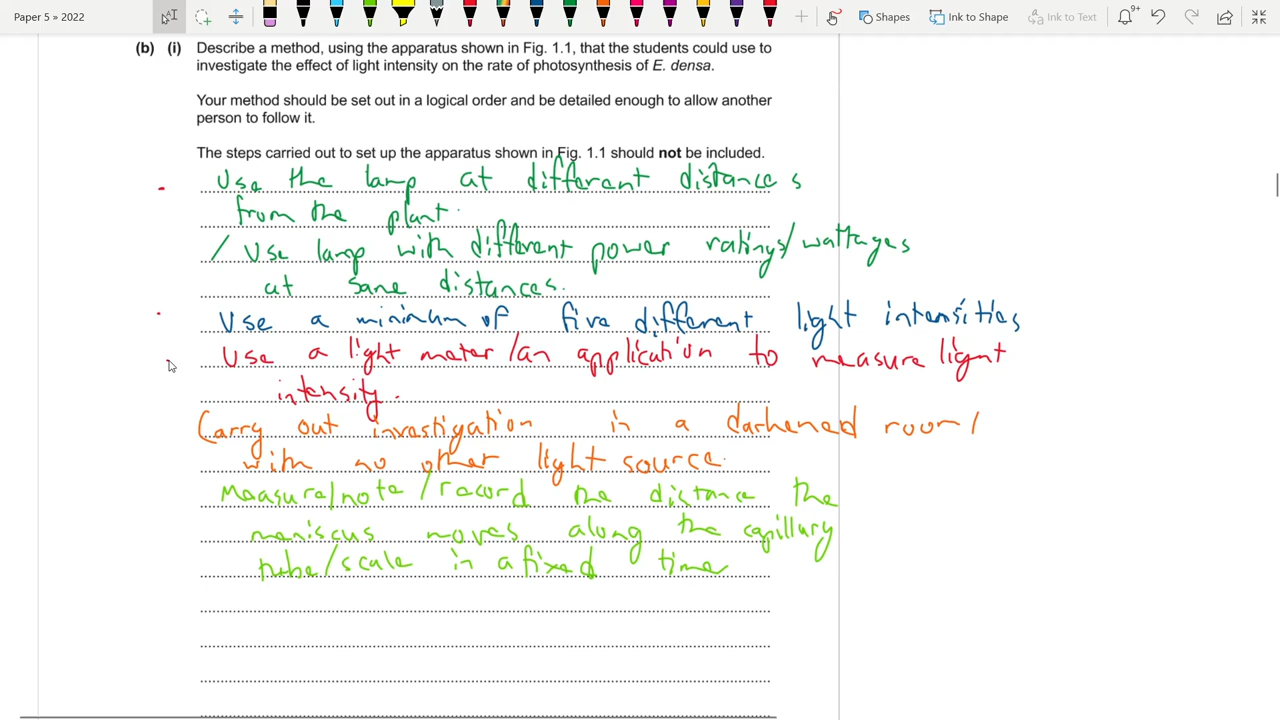 Paper 5 » 2022
Shapes
Ink to Shape
Ink to Text
9+
(b) (i) Describe a method, using the apparatus shown in Fig. 1.1, that the students could use to
investigate the effect of light intensity on the rate of photosynthesis of E. densa.
Your method should be set out in a logical order and be detailed enough to allow another
person to follow it.
The steps carried out to set up the apparatus shown in Fig. 1.1 should not be included.
Use the lamp at different distances
from the plant.
/ Use lamp with different power ratings/wattages
at same distances.
Use a minimum of five different light intensities
Use a light meter/an application to measure light
intensity.
Carry out investigation in a darkened room/
with no other light source.
Measure/note/record the distance the
meniscus moves along the capillary
tube/scale in a fixed time